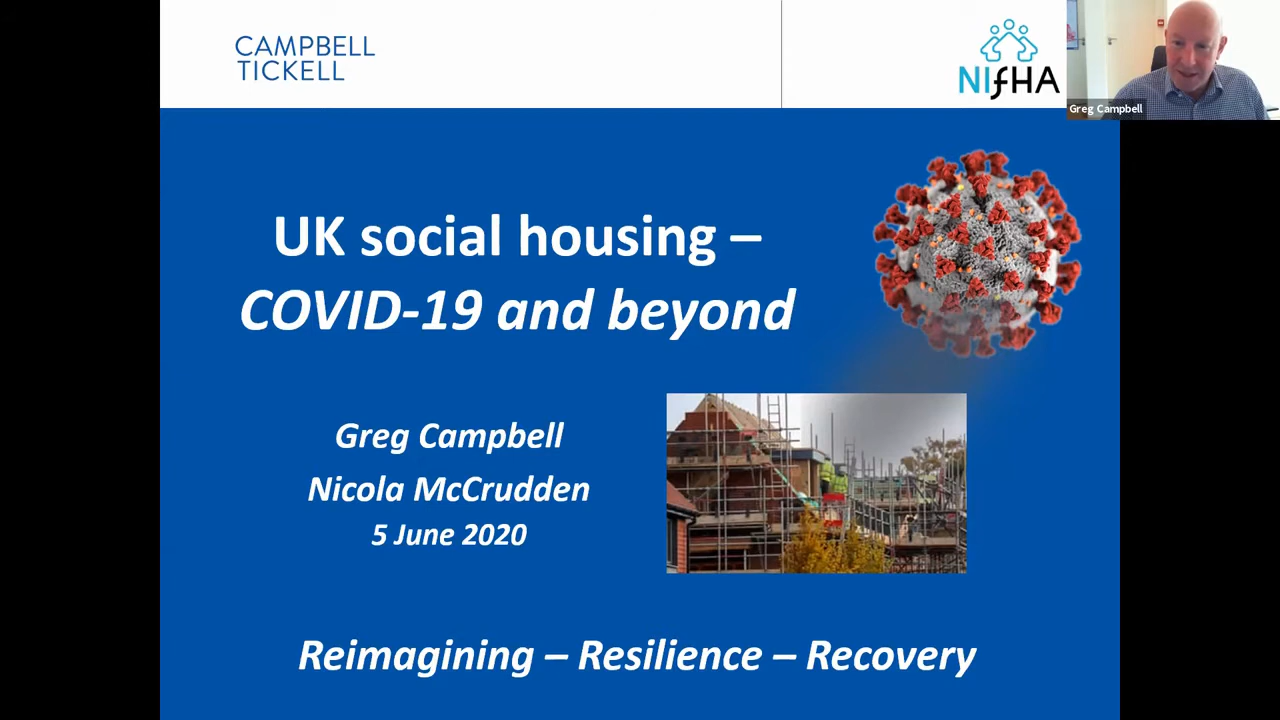 CAMPBELL
TICKELL
NIfHA
Greg Campbell
UK social housing –
COVID-19 and beyond
Greg Campbell
Nicola McCrudden
5 June 2020
Reimagining – Resilience – Recovery